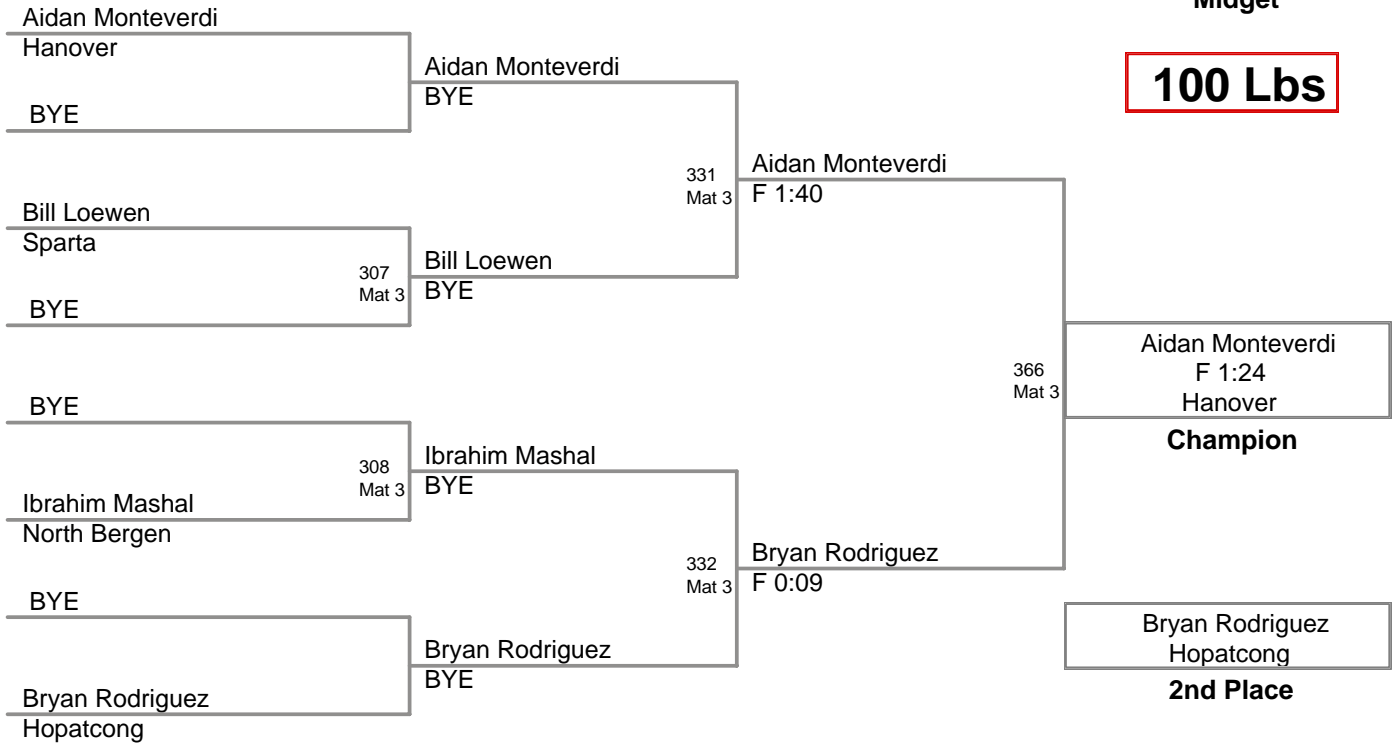 Midget
100 Lbs
Aidan Monteverdi
Hanover
BYE
Bill Loewen
Sparta
BYE
BYE
Ibrahim Mashal
North Bergen
BYE
Bryan Rodriguez
Hopatcong
Aidan Monteverdi
BYE
307
Mat 3
Bill Loewen
BYE
308
Mat 3
Ibrahim Mashal
BYE
Bryan Rodriguez
BYE
331
Mat 3
Aidan Monteverdi
F 1:40
332
Mat 3
Bryan Rodriguez
F 0:09
366
Mat 3
Aidan Monteverdi
F 1:24
Hanover
Champion
Bryan Rodriguez
Hopatcong
2nd Place